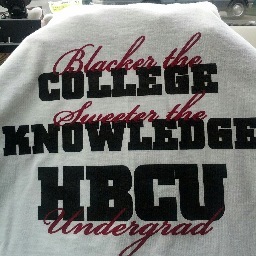 Blacker the
COLLEGE
Sweeter the
KNOWLEDGE
HBCU
Undergrad